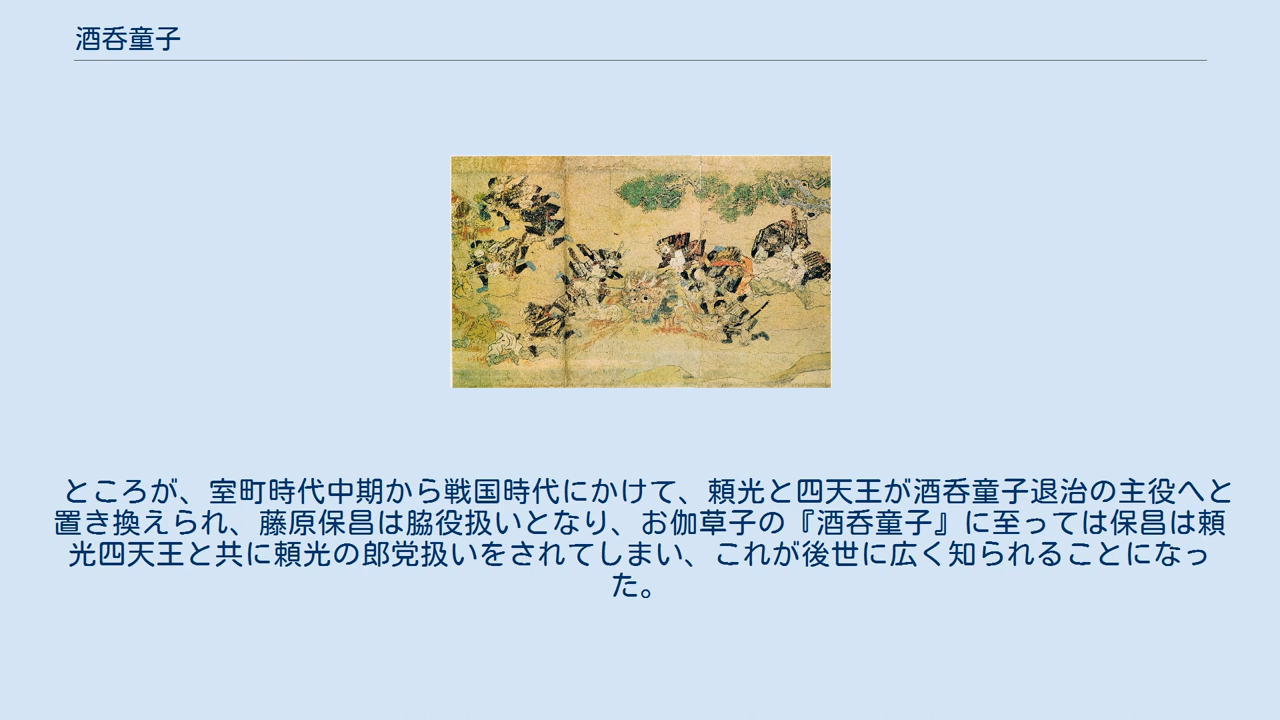 酒呑童子
ところが、室町時代中期から戦国時代にかけて、頼光と四天王が酒呑童子退治の主役へと
置き換えられ、藤原保昌は脇役扱いとなり、お伽草子の『酒呑童子』に至っては保昌は頼
光四天王と共に頼光の郎党扱いをされてしまい、これが後世に広く知られることになっ
た。